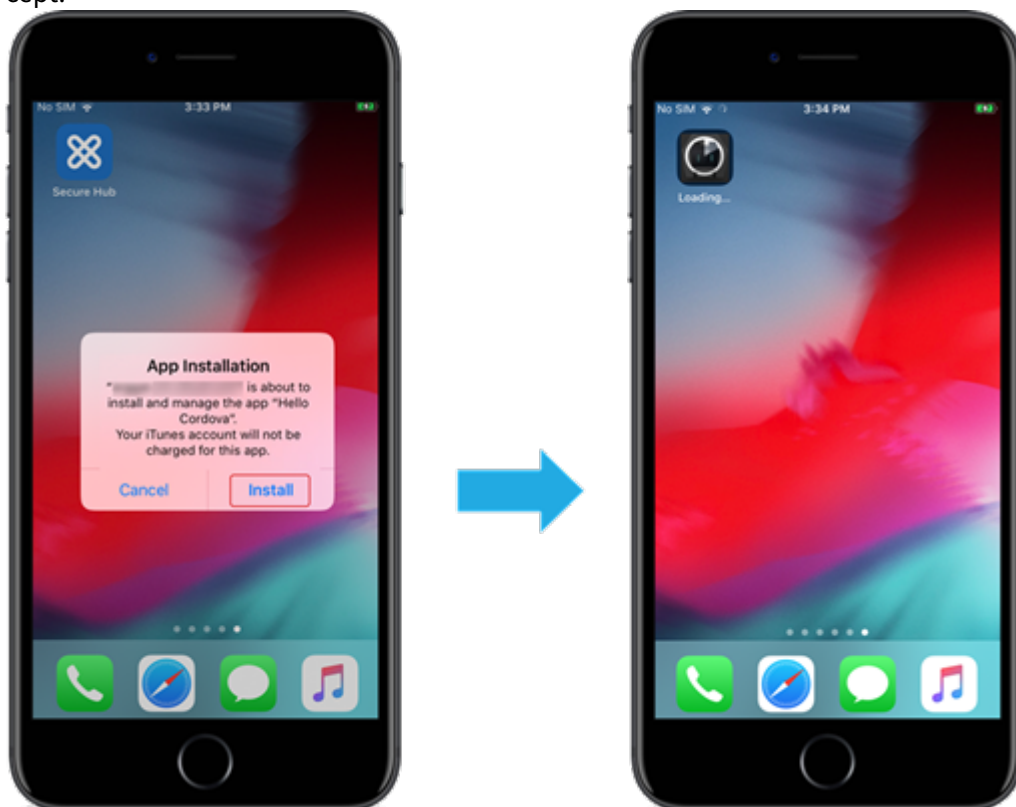 cept.
No SIM 3:33 PM
Secure Hub
App Installation
" " is about to
install and manage the app "Hello
Cordova".
Your iTunes account will not be
charged for this app.
Cancel Install
No SIM 3:34 PM
Loading...